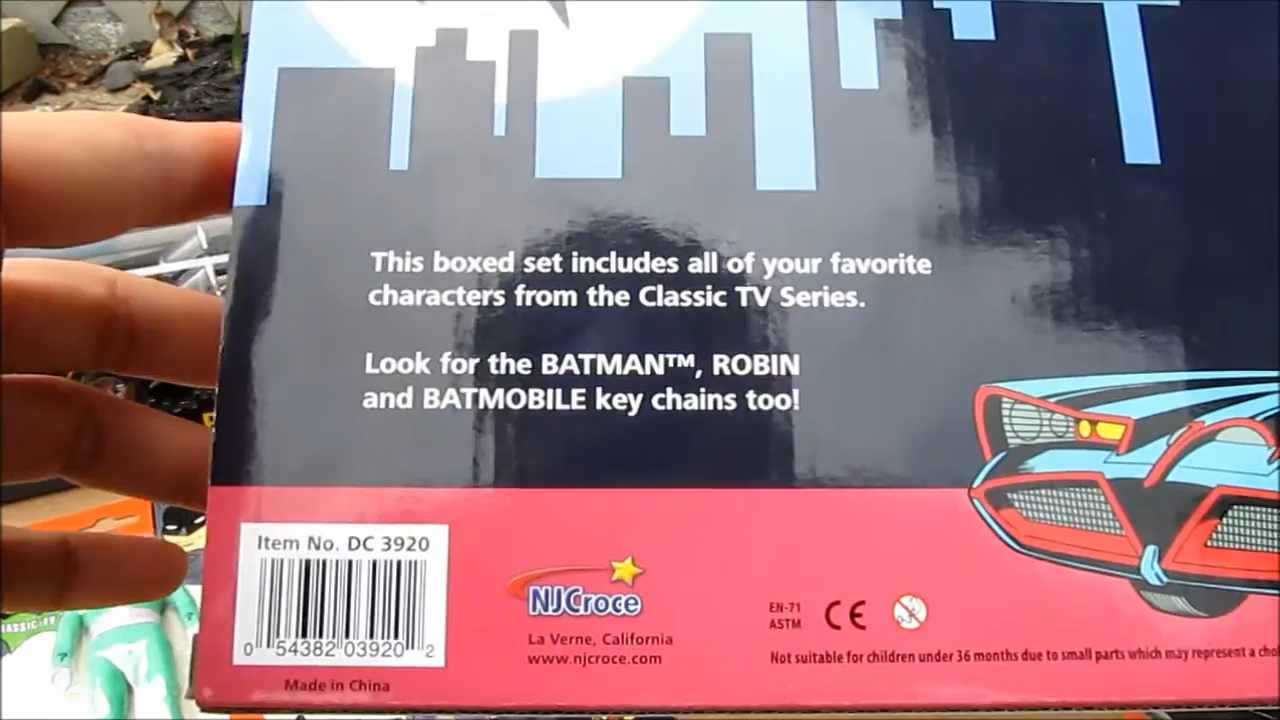 This boxed set includes all of your favorite
characters from the Classic TV Series.
Look for the BATMAN™, ROBIN
and BATMOBILE key chains too!
Item No. DC 3920
0 54382 03920 2
Made in China
NJCroce
La Verne, California
www.njcroce.com
EN-71
ASTM
CE
Not suitable for children under 36 months due to small parts which may represent a